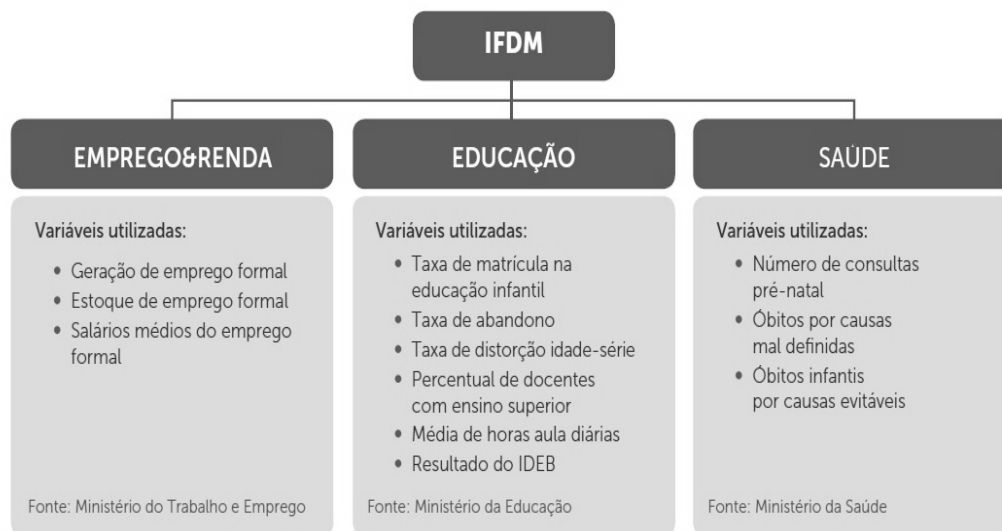 IFDM
EMPREGO&RENDA
Variáveis utilizadas:
• Geração de emprego formal
• Estoque de emprego formal
• Salários médios do emprego
formal
Fonte: Ministério do Trabalho e Emprego
EDUCAÇÃO
Variáveis utilizadas:
• Taxa de matrícula na
educação infantil
• Taxa de abandono
• Taxa de distorção idade-série
• Percentual de docentes
com ensino superior
• Média de horas aula diárias
• Resultado do IDEB
Fonte: Ministério da Educação
SAÚDE
Variáveis utilizadas:
• Número de consultas
pré-natal
• Óbitos por causas
mal definidas
• Óbitos infantis
por causas evitáveis
Fonte: Ministério da Saúde